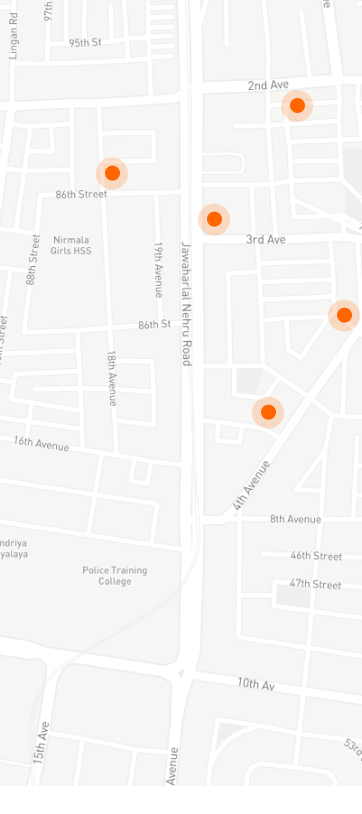 Lingan Rd
97th
95th St
2nd Ave
86th Street
Nirmala
Girls HSS
88th Street
19th Avenue
Jawaharlal Nehru Road
3rd Ave
86th St
18th Avenue
16th Avenue
4th Avenue
8th Avenue
ndriya
yalaya
46th Street
47th Street
Police Training
College
10th Av
15th Ave
Avenue
53rd